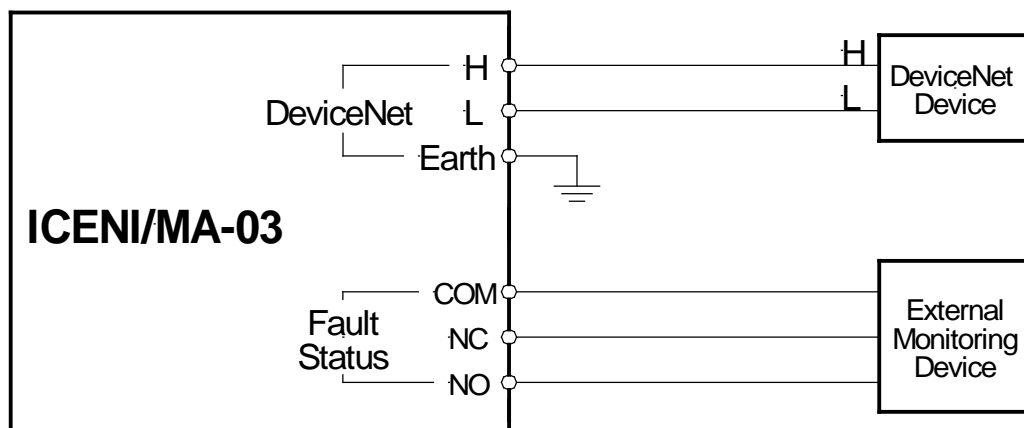 H
L
DeviceNet
Earth
H
L
DeviceNet
Device
ICENI/MA-03
COM
NC
NO
Fault
Status
External
Monitoring
Device